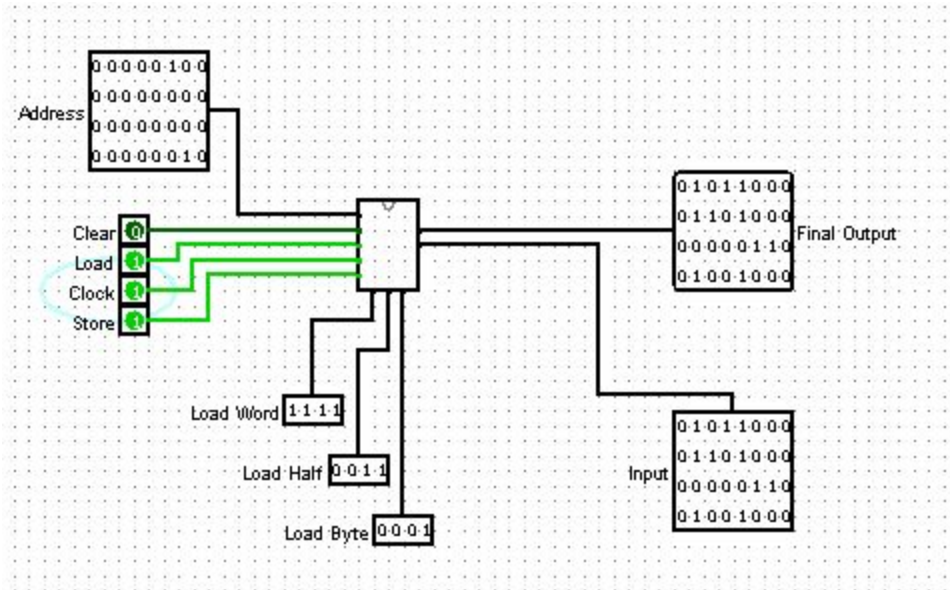 0 0 0 0 0 1 0 0
0 0 0 0 0 0 0 0
Address
0 0 0 0 0 0 0 0
0 0 0 0 0 0 1 0
Clear 0
Load 1
Clock 1
Store 1
0 1 0 1 1 0 0 0
0 1 1 0 1 0 0 0
Final Output
0 0 0 0 0 1 1 0
0 1 0 0 1 0 0 0
Load Word 1 1 1 1
Load Half 0 0 1 1
Load Byte 0 0 0 1
0 1 0 1 1 0 0 0
0 1 1 0 1 0 0 0
Input
0 0 0 0 0 1 1 0
0 1 0 0 1 0 0 0